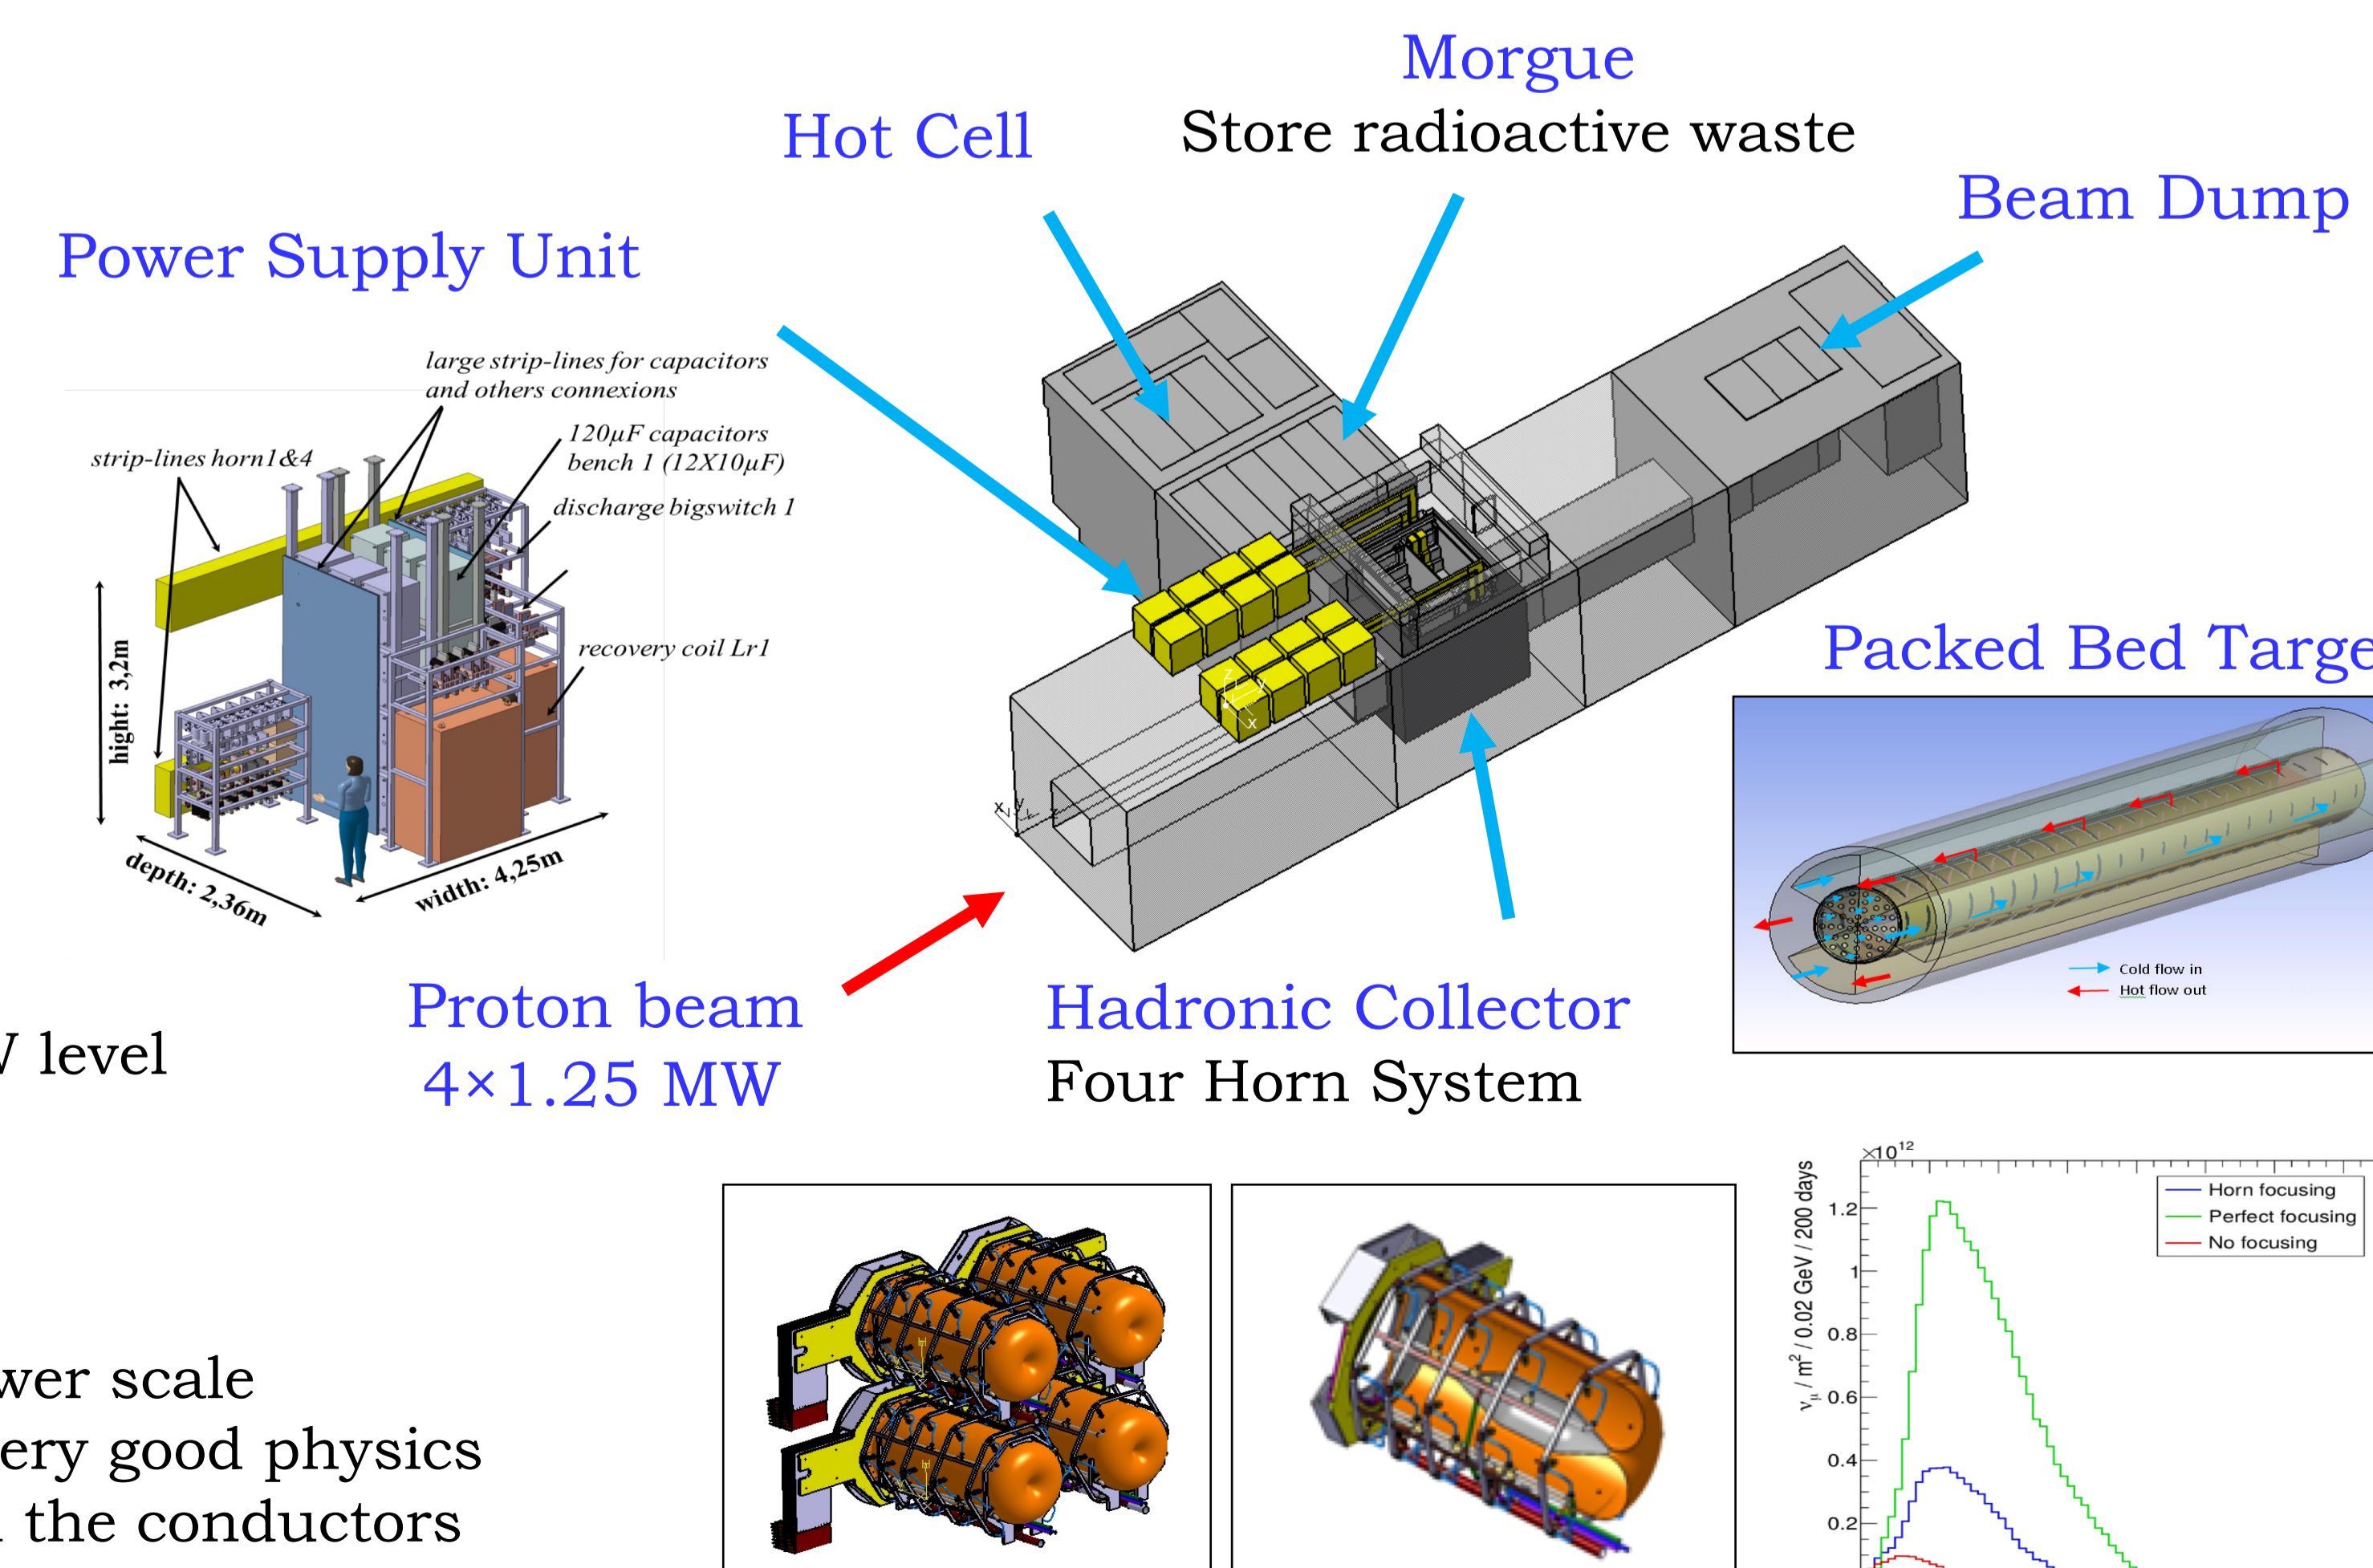 Morgue
Store radioactive waste
Hot Cell
Beam Dump
Power Supply Unit
large strip-lines for capacitors
and others connexions
120µF capacitors
bench 1 (12X10µF)
strip-lines horn1&4
discharge bigswitch 1
recovery coil Lr1
hight: 3,2m
depth: 2,36m
width: 4,25m
z
y
x
x
y
z
Packed Bed Targe
Cold flow in
Hot flow out
Proton beam
4×1.25 MW
Hadronic Collector
Four Horn System
level
×10¹²
νμ / m² / 0.02 GeV / 200 days
Horn focusing
Perfect focusing
No focusing
1.2
1
0.8
0.6
0.4
0.2
wer scale
ery good physics
the conductors